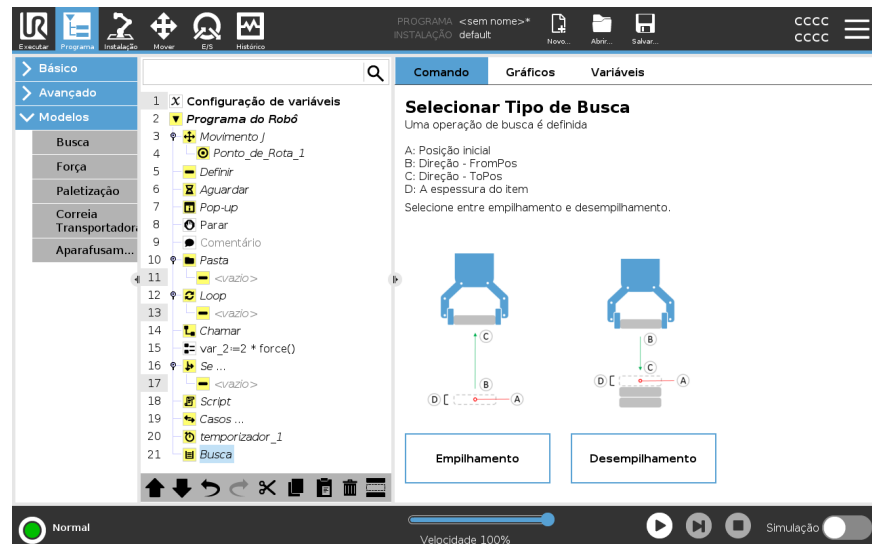 UR
PROGRAMA <sem nome>*
INSTALAÇÃO default
Executar
Programa
Instalação
Mover
E/S
Histórico
Novo...
Abrir...
Salvar...
CCCC
CCCC
Básico
Avançado
Modelos
Busca
Força
Paletização
Correia
Transportadora
Aparafusam...
1 X Configuração de variáveis
2 Programa do Robô
3 Movimento J
4 Ponto_de_Rota_1
5 Definir
6 Aguardar
7 Pop-up
8 Parar
9 Comentário
10 Pasta
11 <vazio>
12 Loop
13 <vazio>
14 Chamar
15 var_2:=2 * force()
16 Se ...
17 <vazio>
18 Script
19 Casos ...
20 temporizador_1
21 Busca
Comando Gráficos Variáveis
Selecionar Tipo de Busca
Uma operação de busca é definida
A: Posição inicial
B: Direção - FromPos
C: Direção - ToPos
D: A espessura do item
Selecione entre empilhamento e desempilhamento.
C
B
D
A
B
C
D
A
Empilhamento
Desempilhamento
Normal
Velocidade 100%
Simulação